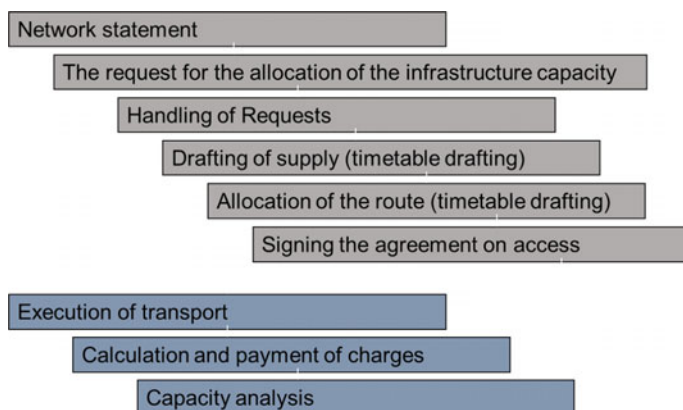 Network statement
The request for the allocation of the infrastructure capacity
Handling of Requests
Drafting of supply (timetable drafting)
Allocation of the route (timetable drafting)
Signing the agreement on access
Execution of transport
Calculation and payment of charges
Capacity analysis